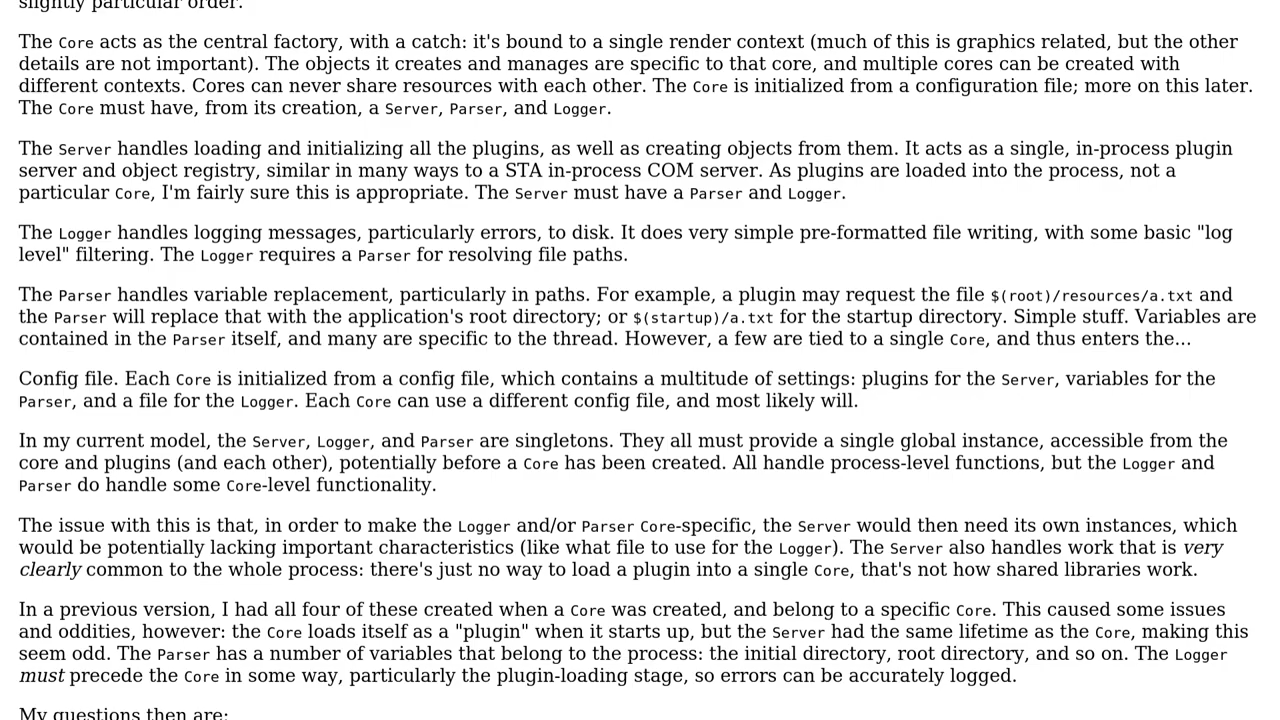 slightly particular order.
The Core acts as the central factory, with a catch: it's bound to a single render context (much of this is graphics related, but the other
details are not important). The objects it creates and manages are specific to that core, and multiple cores can be created with
different contexts. Cores can never share resources with each other. The Core is initialized from a configuration file; more on this later.
The Core must have, from its creation, a Server, Parser, and Logger.
The Server handles loading and initializing all the plugins, as well as creating objects from them. It acts as a single, in-process plugin
server and object registry, similar in many ways to a STA in-process COM server. As plugins are loaded into the process, not a
particular Core, I'm fairly sure this is appropriate. The Server must have a Parser and Logger.
The Logger handles logging messages, particularly errors, to disk. It does very simple pre-formatted file writing, with some basic "log
level" filtering. The Logger requires a Parser for resolving file paths.
The Parser handles variable replacement, particularly in paths. For example, a plugin may request the file $(root)/resources/a.txt and
the Parser will replace that with the application's root directory; or $(startup)/a.txt for the startup directory. Simple stuff. Variables are
contained in the Parser itself, and many are specific to the thread. However, a few are tied to a single Core, and thus enters the...
Config file. Each Core is initialized from a config file, which contains a multitude of settings: plugins for the Server, variables for the
Parser, and a file for the Logger. Each Core can use a different config file, and most likely will.
In my current model, the Server, Logger, and Parser are singletons. They all must provide a single global instance, accessible from the
core and plugins (and each other), potentially before a Core has been created. All handle process-level functions, but the Logger and
Parser do handle some Core-level functionality.
The issue with this is that, in order to make the Logger and/or Parser Core-specific, the Server would then need its own instances, which
would be potentially lacking important characteristics (like what file to use for the Logger). The Server also handles work that is very
clearly common to the whole process: there's just no way to load a plugin into a single Core, that's not how shared libraries work.
In a previous version, I had all four of these created when a Core was created, and belong to a specific Core. This caused some issues
and oddities, however: the Core loads itself as a "plugin" when it starts up, but the Server had the same lifetime as the Core, making this
seem odd. The Parser has a number of variables that belong to the process: the initial directory, root directory, and so on. The Logger
must precede the Core in some way, particularly the plugin-loading stage, so errors can be accurately logged.
My questions then are: